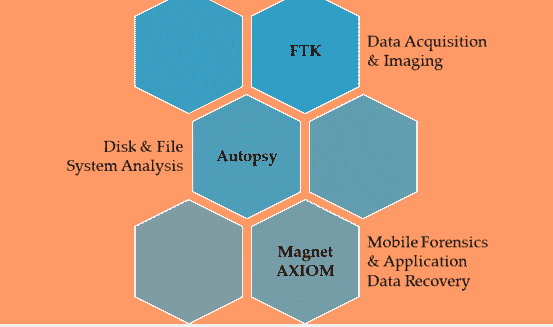 FTK
Data Acquisition
& Imaging
Disk & File
System Analysis
Autopsy
Magnet
AXIOM
Mobile Forensics
& Application
Data Recovery